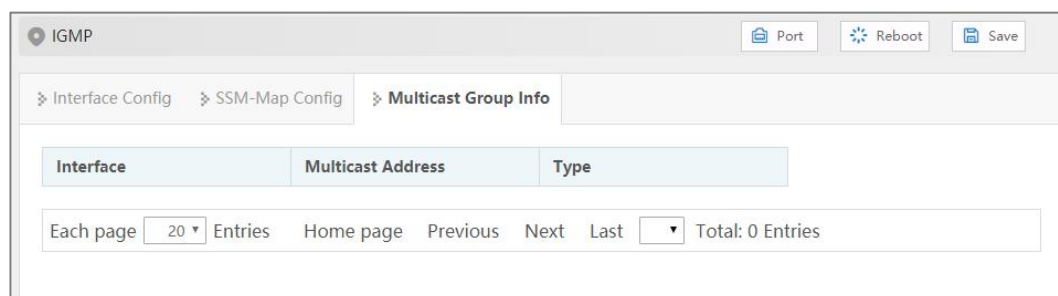 IGMP Port Reboot Save
Interface Config SSM-Map Config Multicast Group Info
Interface Multicast Address Type
Each page 20 Entries Home page Previous Next Last Total: 0 Entries